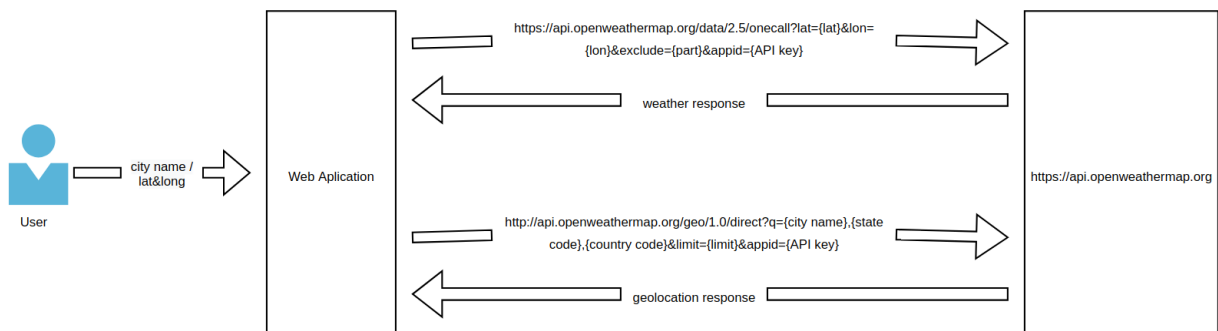 https://api.openweathermap.org/data/2.5/onecall?lat={lat}&lon=
{lon}&exclude={part}&appid={API key}
weather response
city name /
lat&long
User
Web Aplication
https://api.openweathermap.org
http://api.openweathermap.org/geo/1.0/direct?q={city name},{state
code},{country code}&limit={limit}&appid={API key}
geolocation response